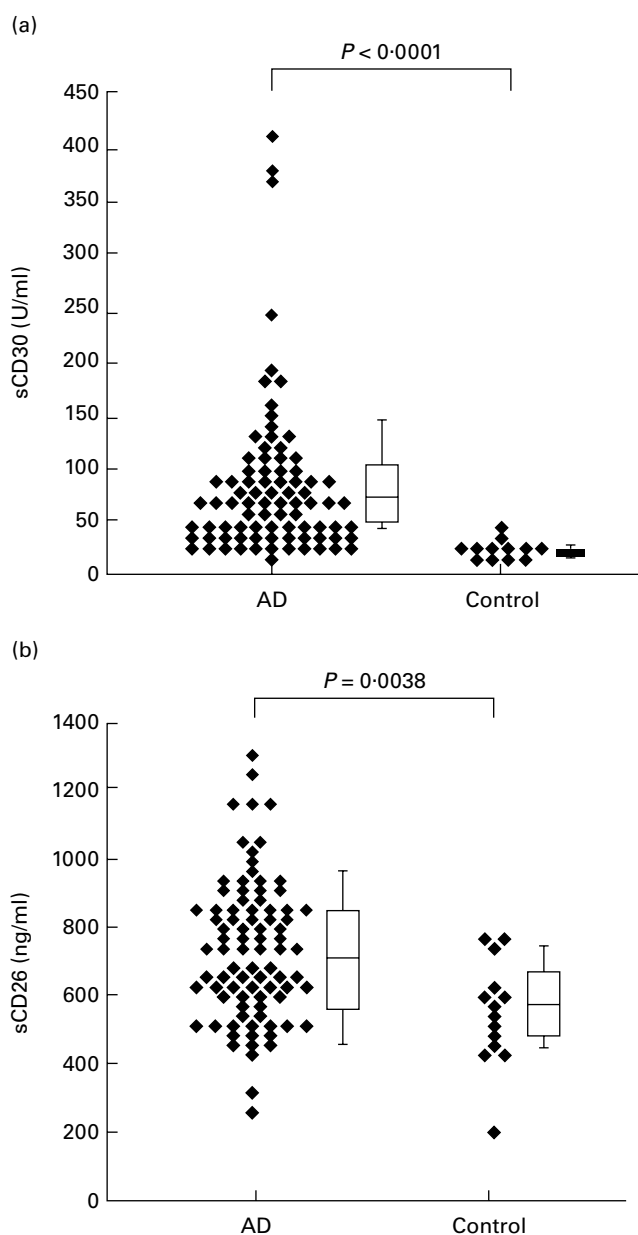 (a)
P < 0·0001
450
400
350
300
250
200
150
100
50
0
sCD30 (U/ml)
AD Control
(b)
P = 0·0038
1400
1200
1000
800
600
400
200
0
sCD26 (ng/ml)
AD Control